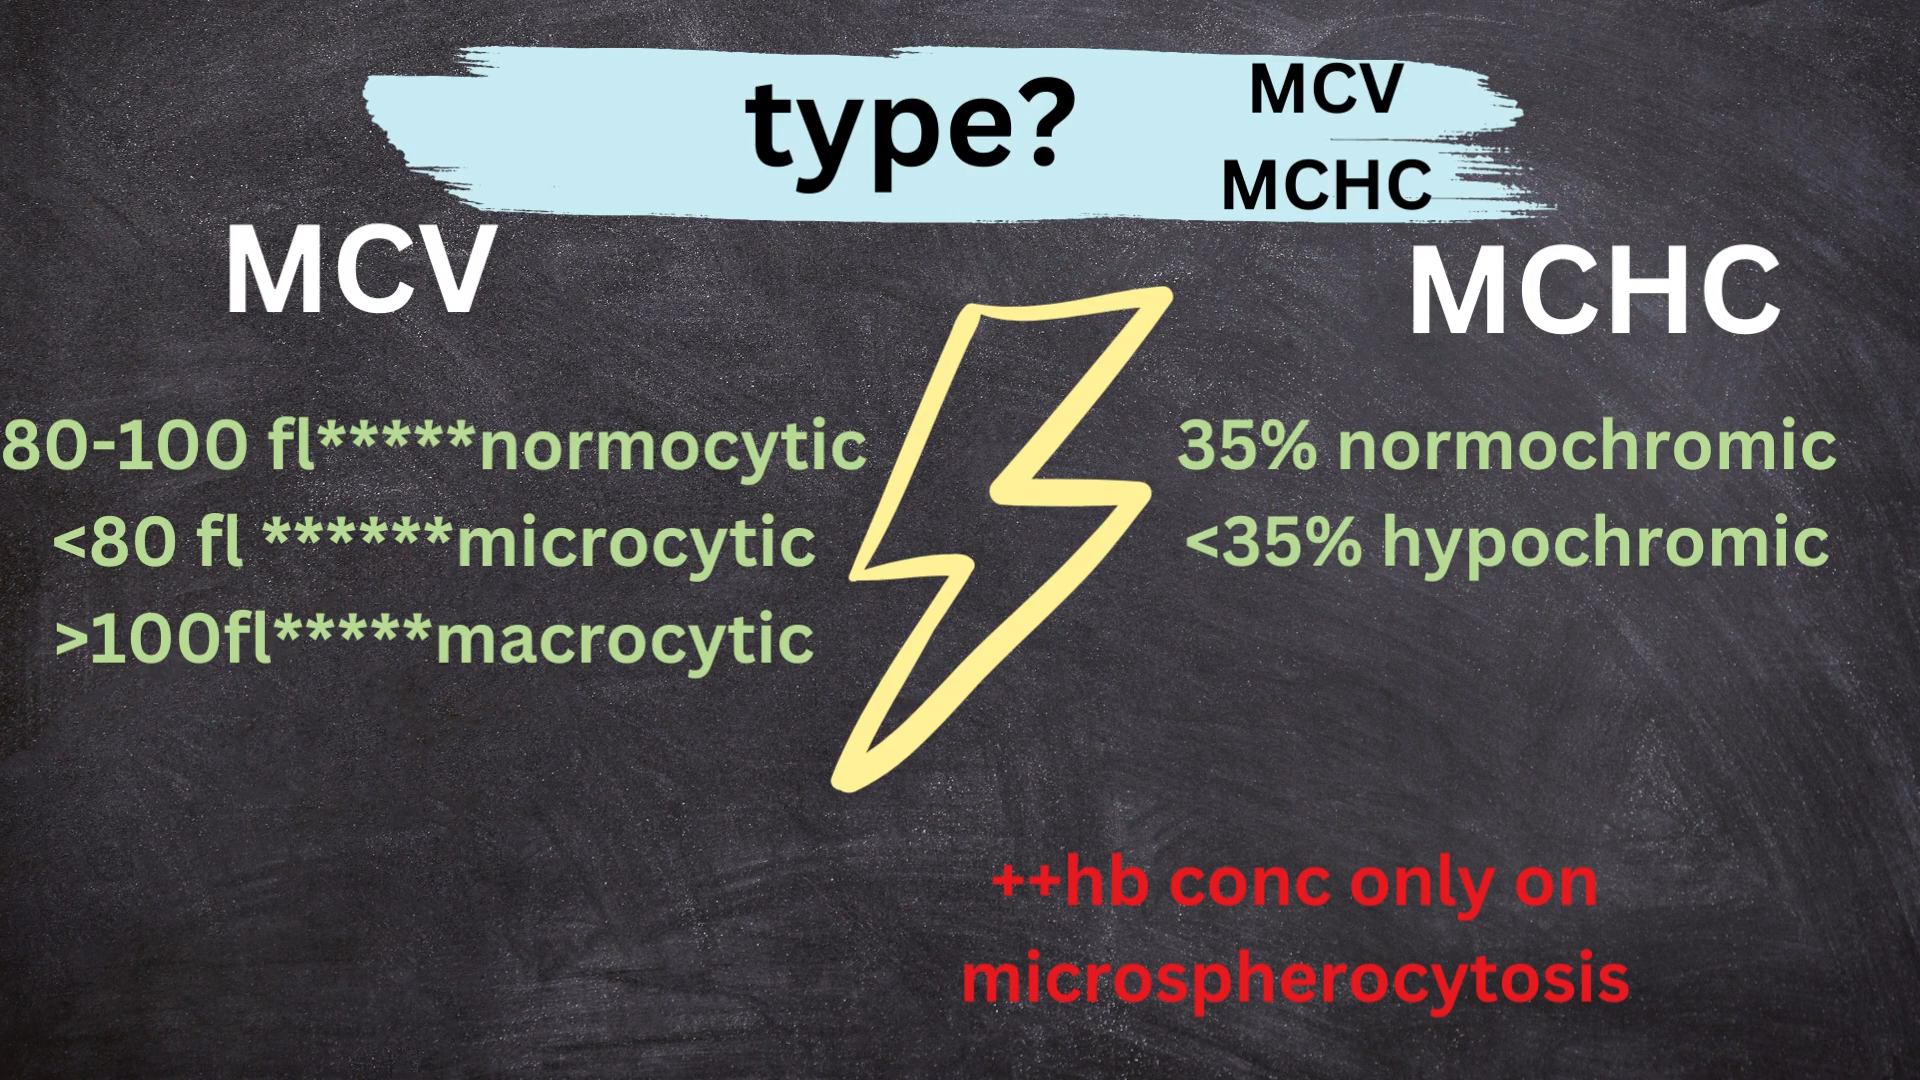 type?
MCV
MCHC
MCV
MCHC
80-100 fl*****normocytic
<80 fl ******microcytic
>100fl*****macrocytic
35% normochromic
<35% hypochromic
++hb conc only on
microspherocytosis